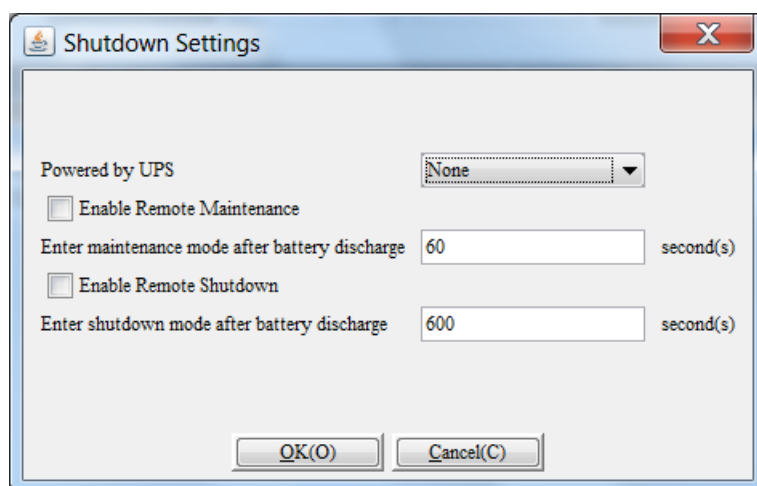 Shutdown Settings
Powered by UPS None
Enable Remote Maintenance
Enter maintenance mode after battery discharge 60 second(s)
Enable Remote Shutdown
Enter shutdown mode after battery discharge 600 second(s)
OK(O) Cancel(C)